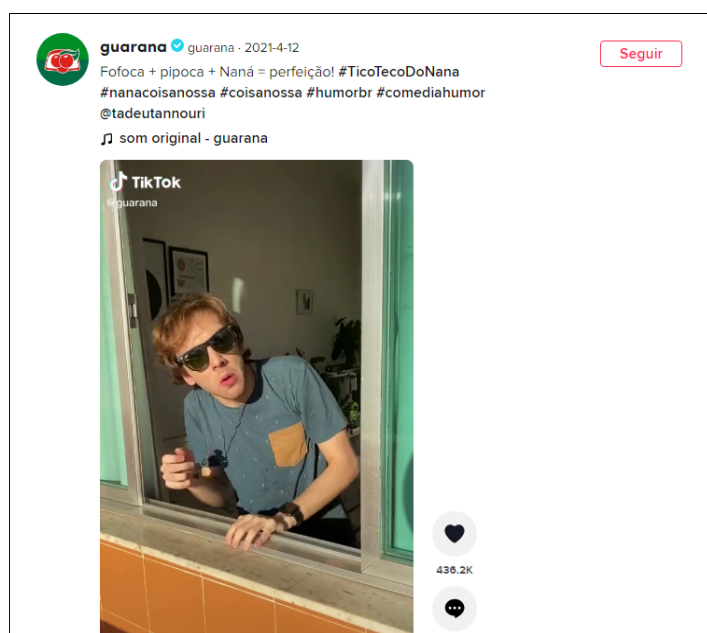 guarana guarana · 2021-4-12
Seguir
Fofoca + pipoca + Naná = perfeição! #TicoTecoDoNana
#nanacoisanossa #coisanossa #humorbr #comediahumor
@tadeutannouri
som original - guarana
TikTok
@guarana
436.2K